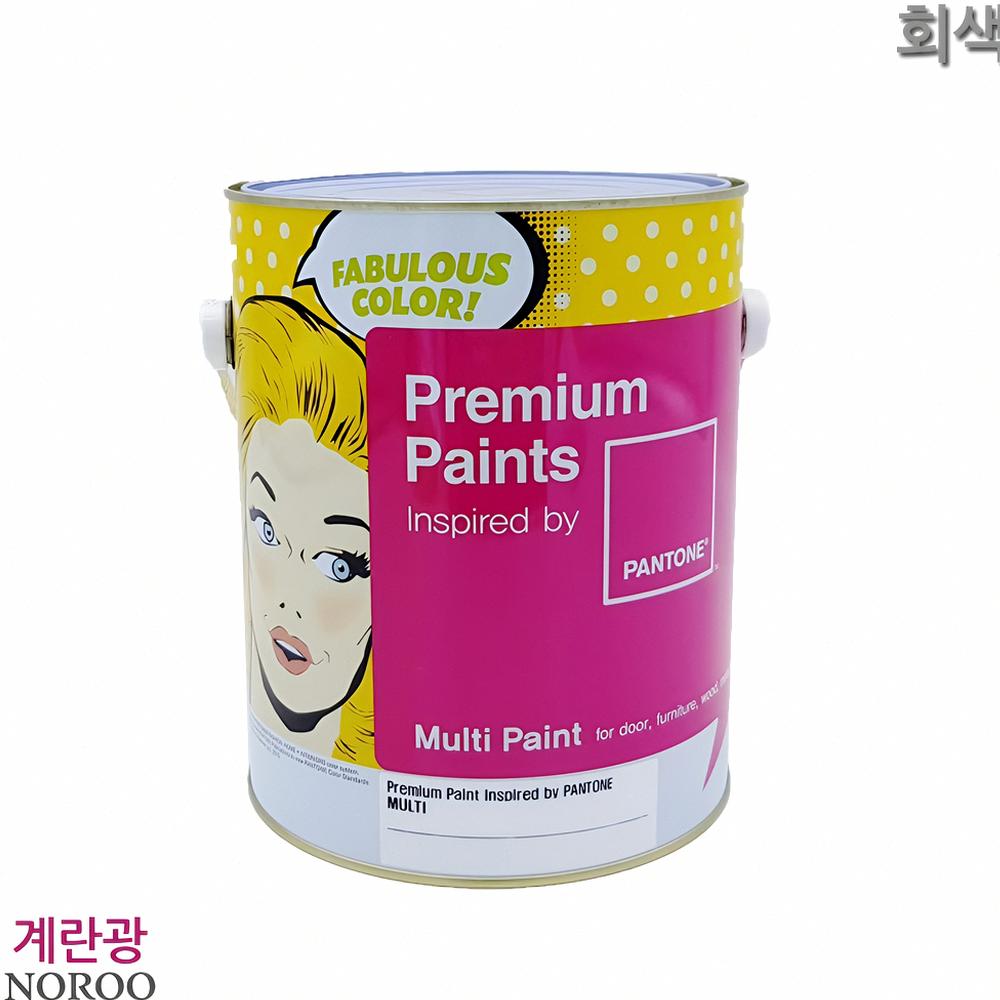 회색
FABULOUS
COLOR!
Premium
Paints
Inspired by
PANTONE®
Multi Paint for door, furniture, wood,
Premium Paint Inspired by PANTONE
MULTI
계란광
NOROO